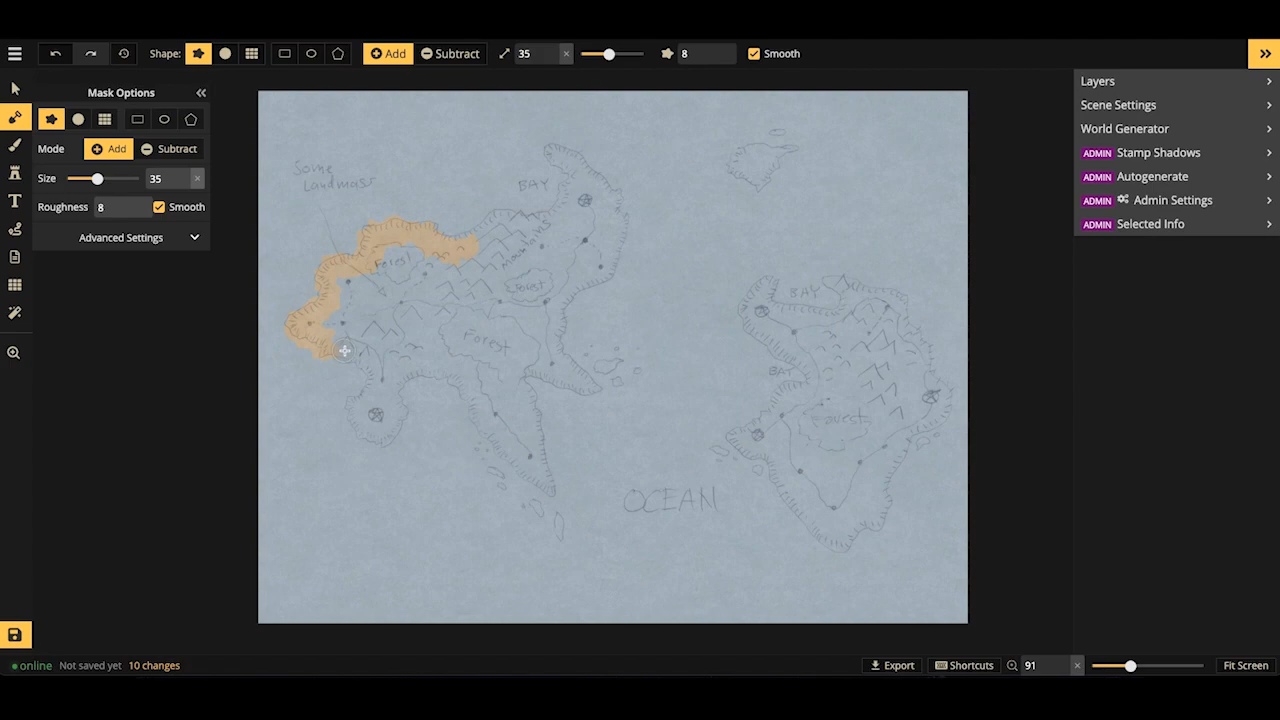 Shape:
Add
Subtract
35
×
8
Smooth
Mask Options
Mode
Add
Subtract
Size
35
×
Roughness
8
Smooth
Advanced Settings
Layers
Scene Settings
World Generator
ADMIN Stamp Shadows
ADMIN Autogenerate
ADMIN Admin Settings
ADMIN Selected Info
Some
Landmass
BAY
Mountains
Forest
Forest
Forest
BAY
BAY
Forest
OCEAN
online
Not saved yet
10 changes
Export
Shortcuts
91
×
Fit Screen